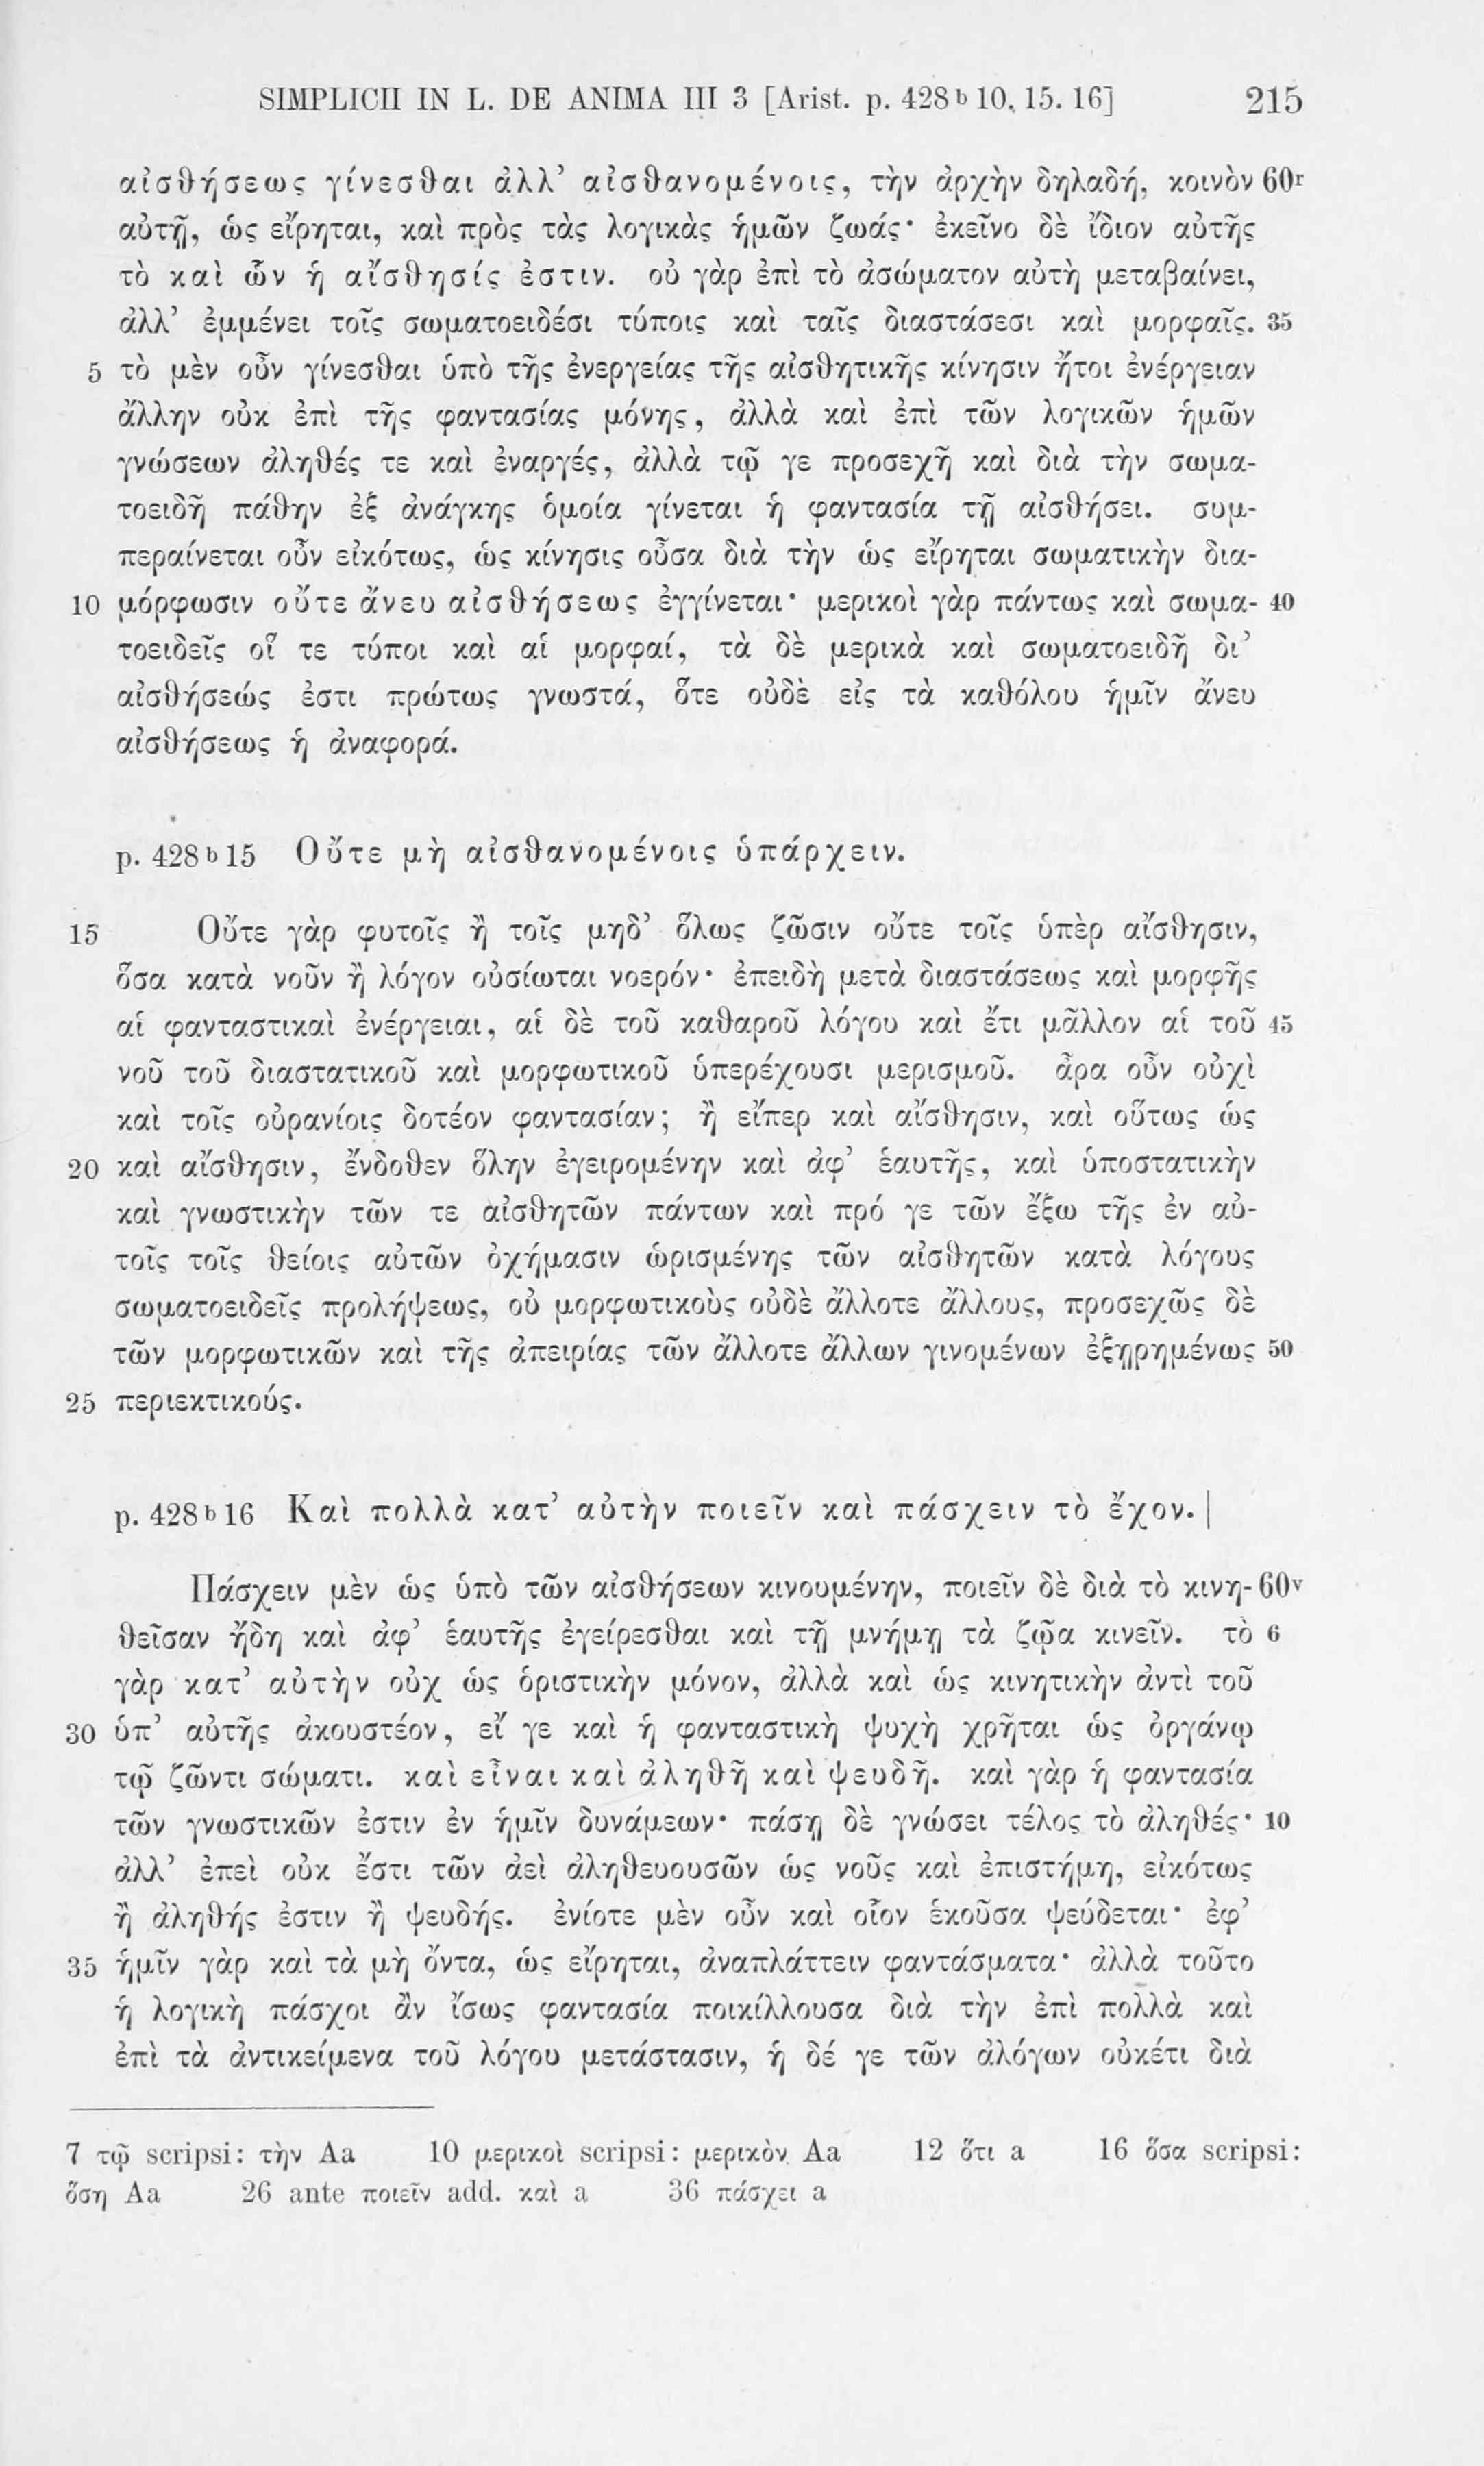 SIMPLICII IN L. DE ANIMA III 3 [Arist. p. 428 b 10. 15. 16] 215
αἰσθήσεως γίνεσθαι ἀλλ’ αἰσθανομένοις, τὴν ἀρχὴν δηλαδή, κοινὸν 60r
αὐτῇ, ὡς εἴρηται, καὶ πρὸς τὰς λογικὰς ἡμῶν ζωάς· ἐκεῖνο δὲ ἴδιον αὐτῆς
τὸ καὶ ὧν ἡ αἴσθησίς ἐστιν. οὐ γὰρ ἐπὶ τὸ ἀσώματον αὐτὴ μεταβαίνει,
ἀλλ’ ἐμμένει τοῖς σωματοειδέσι τύποις καὶ ταῖς διαστάσεσι καὶ μορφαῖς. 35
5 τὸ μὲν οὖν γίνεσθαι ὑπὸ τῆς ἐνεργείας τῆς αἰσθητικῆς κίνησιν ἤτοι ἐνέργειαν
ἄλλην οὐκ ἐπὶ τῆς φαντασίας μόνης, ἀλλὰ καὶ ἐπὶ τῶν λογικῶν ἡμῶν
γνώσεων ἀληθές τε καὶ ἐναργές, ἀλλὰ τῷ γε προσεχῆ καὶ διὰ τὴν σωμα-
τοειδῆ πάθην ἐξ ἀνάγκης ὁμοία γίνεται ἡ φαντασία τῇ αἰσθήσει. συμ-
περαίνεται οὖν εἰκότως, ὡς κίνησις οὖσα διὰ τὴν ὡς εἴρηται σωματικὴν δια-
10 μόρφωσιν οὔτε ἄνευ αἰσθήσεως ἐγγίνεται· μερικοὶ γὰρ πάντως καὶ σωμα- 40
τοειδεῖς οἵ τε τύποι καὶ αἱ μορφαί, τὰ δὲ μερικὰ καὶ σωματοειδῆ δι’
αἰσθήσεώς ἐστι πρώτως γνωστά, ὅτε οὐδὲ εἰς τὰ καθόλου ἡμῖν ἄνευ
αἰσθήσεως ἡ ἀναφορά.
p. 428 b 15 Οὔτε μὴ αἰσθανομένοις ὑπάρχειν.
15 Οὔτε γὰρ φυτοῖς ἢ τοῖς μηδ’ ὅλως ζῶσιν οὔτε τοῖς ὑπὲρ αἴσθησιν,
ὅσα κατὰ νοῦν ἢ λόγον οὐσίωται νοερόν· ἐπειδὴ μετὰ διαστάσεως καὶ μορφῆς
αἱ φανταστικαὶ ἐνέργειαι, αἱ δὲ τοῦ καθαροῦ λόγου καὶ ἔτι μᾶλλον αἱ τοῦ 45
νοῦ τοῦ διαστατικοῦ καὶ μορφωτικοῦ ὑπερέχουσι μερισμοῦ. ἆρα οὖν οὐχὶ
καὶ τοῖς οὐρανίοις δοτέον φαντασίαν; ἢ εἴπερ καὶ αἴσθησιν, καὶ οὕτως ὡς
20 καὶ αἴσθησιν, ἔνδοθεν ὅλην ἐγειρομένην καὶ ἀφ’ ἑαυτῆς, καὶ ὑποστατικὴν
καὶ γνωστικὴν τῶν τε αἰσθητῶν πάντων καὶ πρό γε τῶν ἔξω τῆς ἐν αὐ-
τοῖς τοῖς θείοις αὐτῶν ὀχήμασιν ὡρισμένης τῶν αἰσθητῶν κατὰ λόγους
σωματοειδεῖς προλήψεως, οὐ μορφωτικοὺς οὐδὲ ἄλλοτε ἄλλους, προσεχῶς δὲ
τῶν μορφωτικῶν καὶ τῆς ἀπειρίας τῶν ἄλλοτε ἄλλων γινομένων ἐξῃρημένως 50
25 περιεκτικούς.
p. 428 b 16 Καὶ πολλὰ κατ’ αὐτὴν ποιεῖν καὶ πάσχειν τὸ ἔχον. |
Πάσχειν μὲν ὡς ὑπὸ τῶν αἰσθήσεων κινουμένην, ποιεῖν δὲ διὰ τὸ κινη- 60v
θεῖσαν ἤδη καὶ ἀφ’ ἑαυτῆς ἐγείρεσθαι καὶ τῇ μνήμῃ τὰ ζῷα κινεῖν. τὸ 6
γὰρ κατ’ αὐτὴν οὐχ ὡς ὁριστικὴν μόνον, ἀλλὰ καὶ ὡς κινητικὴν ἀντὶ τοῦ
30 ὑπ’ αὐτῆς ἀκουστέον, εἴ γε καὶ ἡ φανταστικὴ ψυχὴ χρῆται ὡς ὀργάνῳ
τῷ ζῶντι σώματι. καὶ εἶναι καὶ ἀληθῆ καὶ ψευδῆ. καὶ γὰρ ἡ φαντασία
τῶν γνωστικῶν ἐστιν ἐν ἡμῖν δυνάμεων· πάσῃ δὲ γνώσει τέλος τὸ ἀληθές· 10
ἀλλ’ ἐπεὶ οὐκ ἔστι τῶν ἀεὶ ἀληθευουσῶν ὡς νοῦς καὶ ἐπιστήμη, εἰκότως
ἢ ἀληθής ἐστιν ἢ ψευδής. ἐνίοτε μὲν οὖν καὶ οἷον ἑκοῦσα ψεύδεται· ἐφ’
35 ἡμῖν γὰρ καὶ τὰ μὴ ὄντα, ὡς εἴρηται, ἀναπλάττειν φαντάσματα· ἀλλὰ τοῦτο
ἡ λογικὴ πάσχοι ἂν ἴσως φαντασία ποικίλλουσα διὰ τὴν ἐπὶ πολλὰ καὶ
ἐπὶ τὰ ἀντικείμενα τοῦ λόγου μετάστασιν, ἡ δέ γε τῶν ἀλόγων οὐκέτι διὰ
7 τῷ scripsi: τὴν Aa 10 μερικοὶ scripsi: μερικὸν Aa 12 ὅτι a 16 ὅσα scripsi:
ὅση Aa 26 ante ποιεῖν add. καὶ a 36 πάσχει a